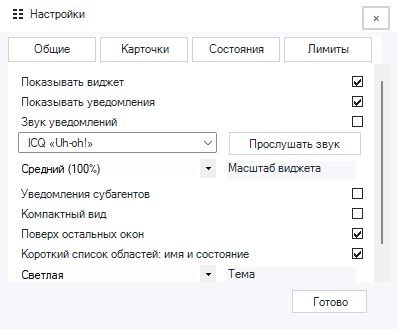 Настройки
×
Общие Карточки Состояния Лимиты
Показывать виджет
Показывать уведомления
Звук уведомлений
ICQ «Uh-oh!» Прослушать звук
Средний (100%) Масштаб виджета
Уведомления субагентов
Компактный вид
Поверх остальных окон
Короткий список областей: имя и состояние
Светлая Тема
Готово